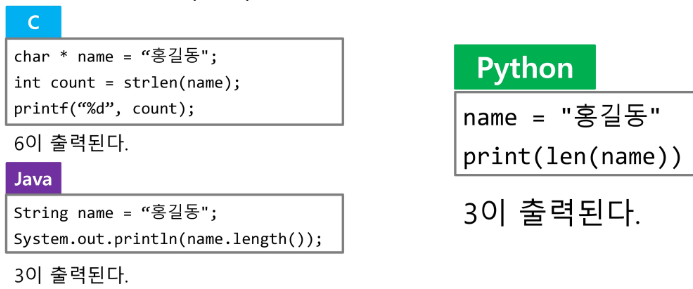 C
char * name = “홍길동";
int count = strlen(name);
printf(“%d”, count);
6이 출력된다.
Java
String name = “홍길동";
System.out.println(name.length());
3이 출력된다.
Python
name = "홍길동"
print(len(name))
3이 출력된다.